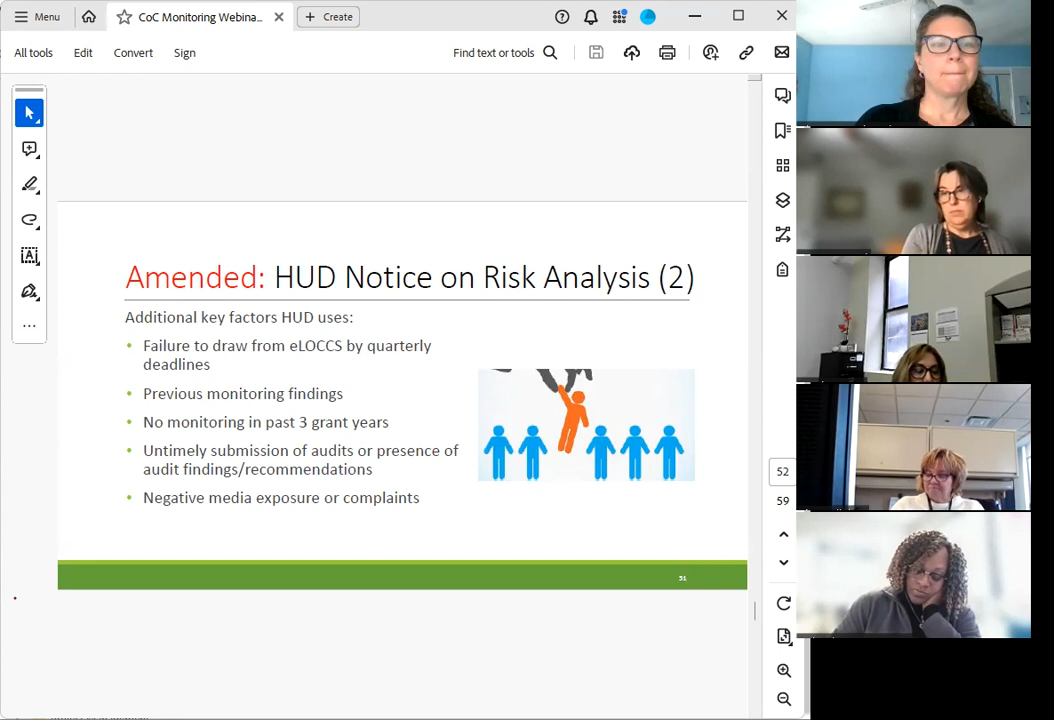 Menu
CoC Monitoring Webina...
Create
All tools
Edit
Convert
Sign
Find text or tools
Amended: HUD Notice on Risk Analysis (2)
Additional key factors HUD uses:
• Failure to draw from eLOCCS by quarterly
deadlines
• Previous monitoring findings
• No monitoring in past 3 grant years
• Untimely submission of audits or presence of
audit findings/recommendations
• Negative media exposure or complaints
51
52
59